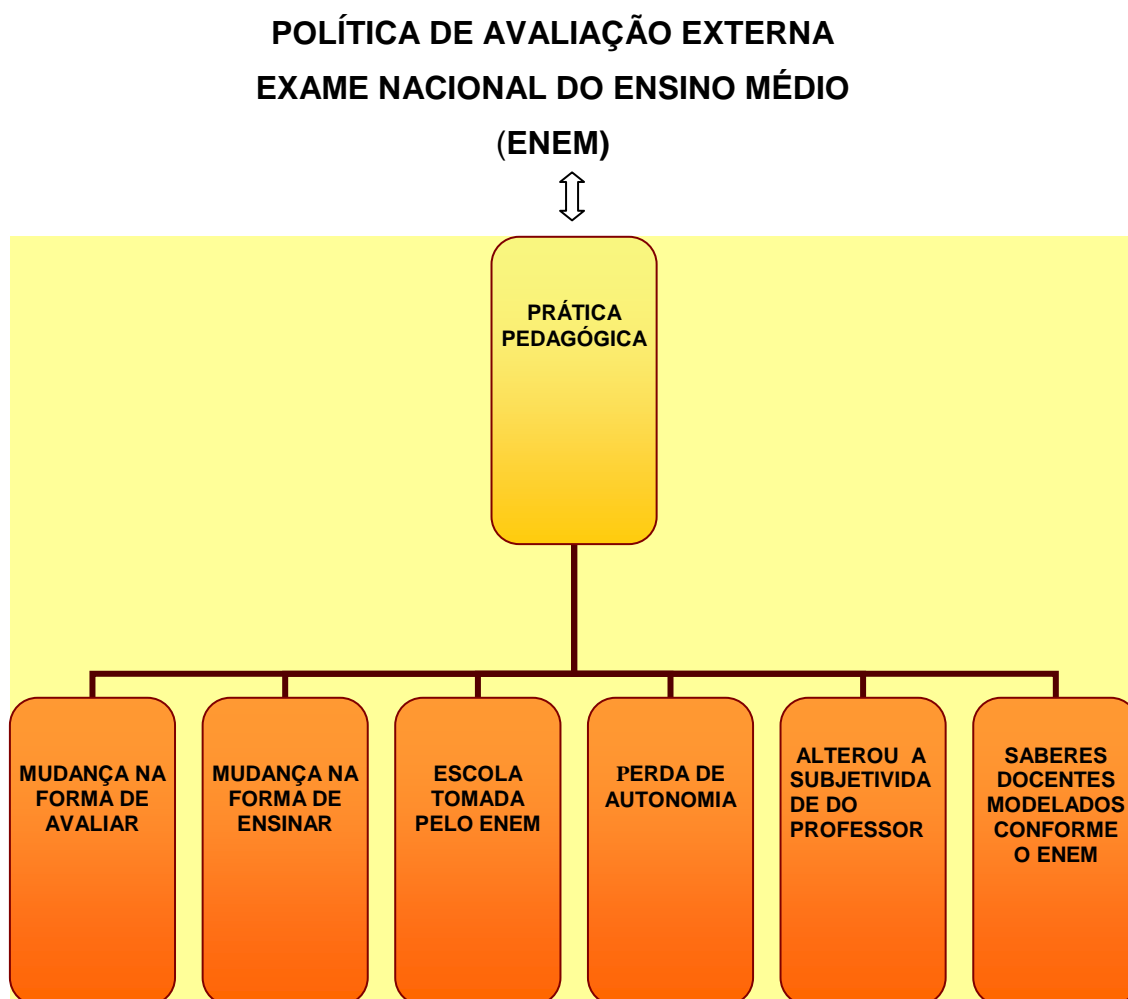 POLÍTICA DE AVALIAÇÃO EXTERNA
EXAME NACIONAL DO ENSINO MÉDIO
(ENEM)
PRÁTICA
PEDAGÓGICA
MUDANÇA NA
FORMA DE
AVALIAR
MUDANÇA NA
FORMA DE
ENSINAR
ESCOLA
TOMADA
PELO ENEM
PERDA DE
AUTONOMIA
ALTEROU A
SUBJETIVIDA
DE DO
PROFESSOR
SABERES
DOCENTES
MODELADOS
CONFORME
O ENEM